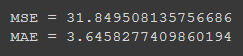 MSE = 31.849508135756686
MAE = 3.6458277409860194